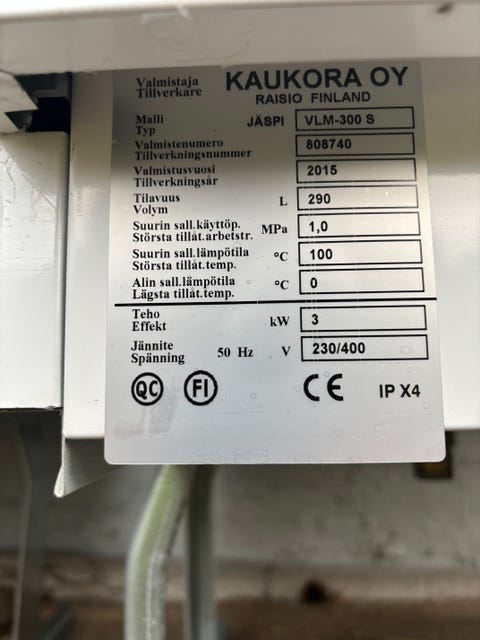 Valmistaja KAUKORA OY
Tillverkare RAISIO FINLAND
Malli JÄSPI VLM-300 S
Typ
Valmistenumero 808740
Tillverkningsnummer
Valmistusvuosi 2015
Tillverkningsår
Tilavuus L 290
Volym
Suurin sall.käyttöp. MPa 1,0
Största tillåt.arbetstr.
Suurin sall.lämpötila °C 100
Största tillåt.temp.
Alin sall.lämpötila °C 0
Lägsta tillåt.temp.
Teho kW 3
Effekt
Jännite 50 Hz V 230/400
Spänning
QC FI CE IP X4